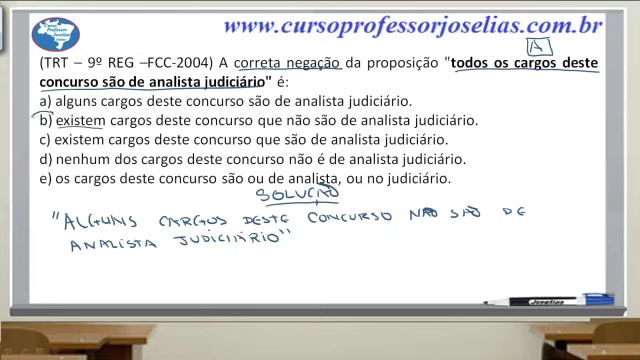 www.cursoprofessorjoselias.com.br
Curso
Professor
Joselias
A
(TRT – 9º REG –FCC-2004) A correta negação da proposição "todos os cargos deste
concurso são de analista judiciário" é:
a) alguns cargos deste concurso são de analista judiciário.
b) existem cargos deste concurso que não são de analista judiciário.
c) existem cargos deste concurso que são de analista judiciário.
d) nenhum dos cargos deste concurso não é de analista judiciário.
e) os cargos deste concurso são ou de analista, ou no judiciário.
SOLUÇÃO
"ALGUNS CARGOS DESTE CONCURSO NÃO SÃO DE
ANALISTA JUDICIÁRIO"
Joselias